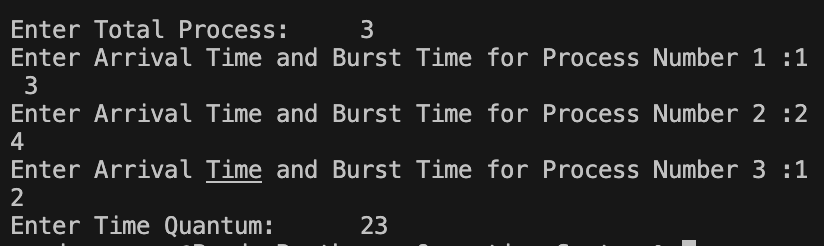 Enter Total Process:     3
Enter Arrival Time and Burst Time for Process Number 1 :1
 3
Enter Arrival Time and Burst Time for Process Number 2 :2
4
Enter Arrival Time and Burst Time for Process Number 3 :1
2
Enter Time Quantum:      23